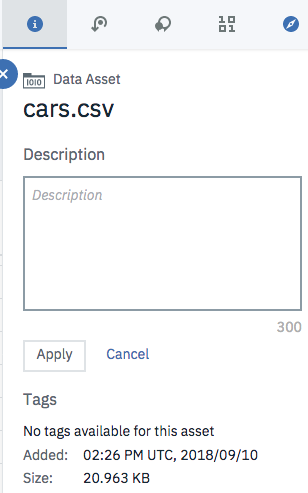 Data Asset
cars.csv
Description
Description
300
Apply Cancel
Tags
No tags available for this asset
Added: 02:26 PM UTC, 2018/09/10
Size: 20.963 KB